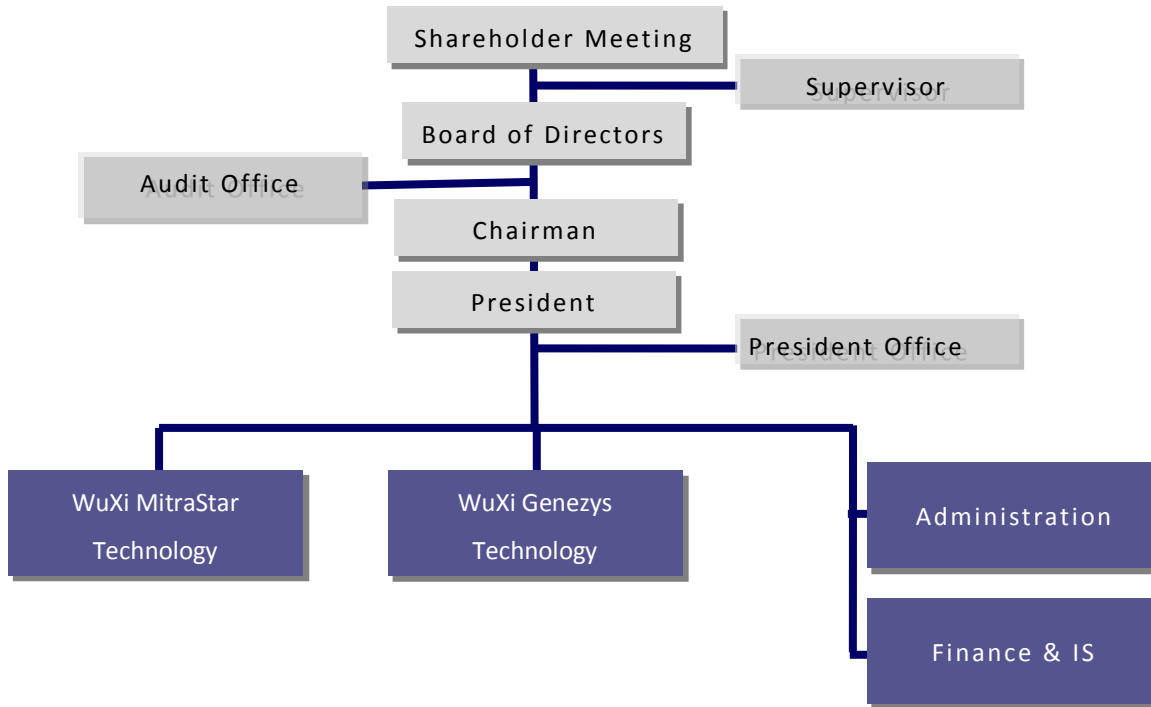 Shareholder Meeting
Supervisor
Board of Directors
Audit Office
Chairman
President
President Office
WuXi MitraStar
Technology
WuXi Genezys
Technology
Administration
Finance & IS